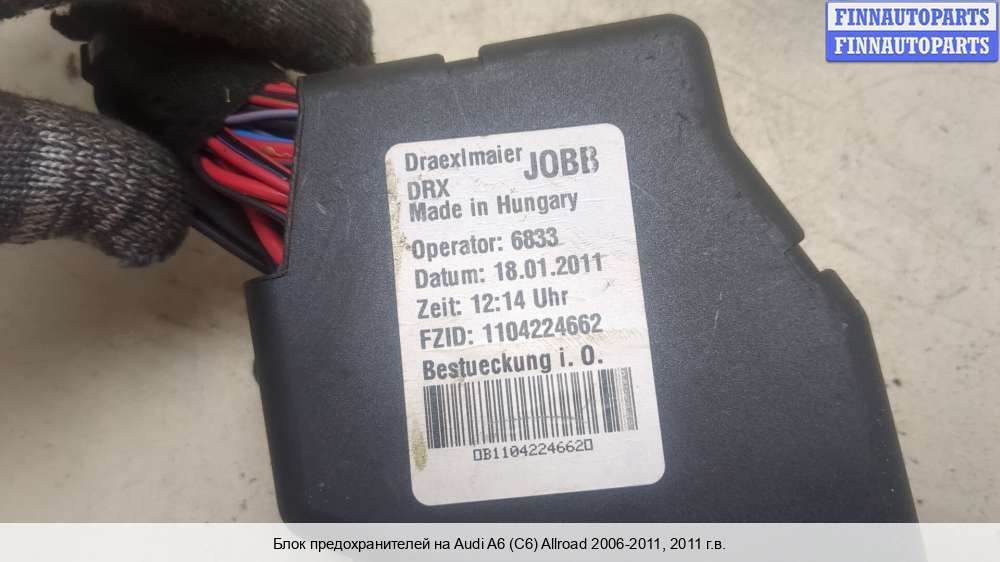 FINNAUTOPARTS
FINNAUTOPARTS
Draexlmaier JOBB
DRX
Made in Hungary
Operator: 6833
Datum: 18.01.2011
Zeit: 12:14 Uhr
FZID: 1104224662
Bestueckung i. O.
B1104224662
Блок предохранителей на Audi A6 (C6) Allroad 2006-2011, 2011 г.в.